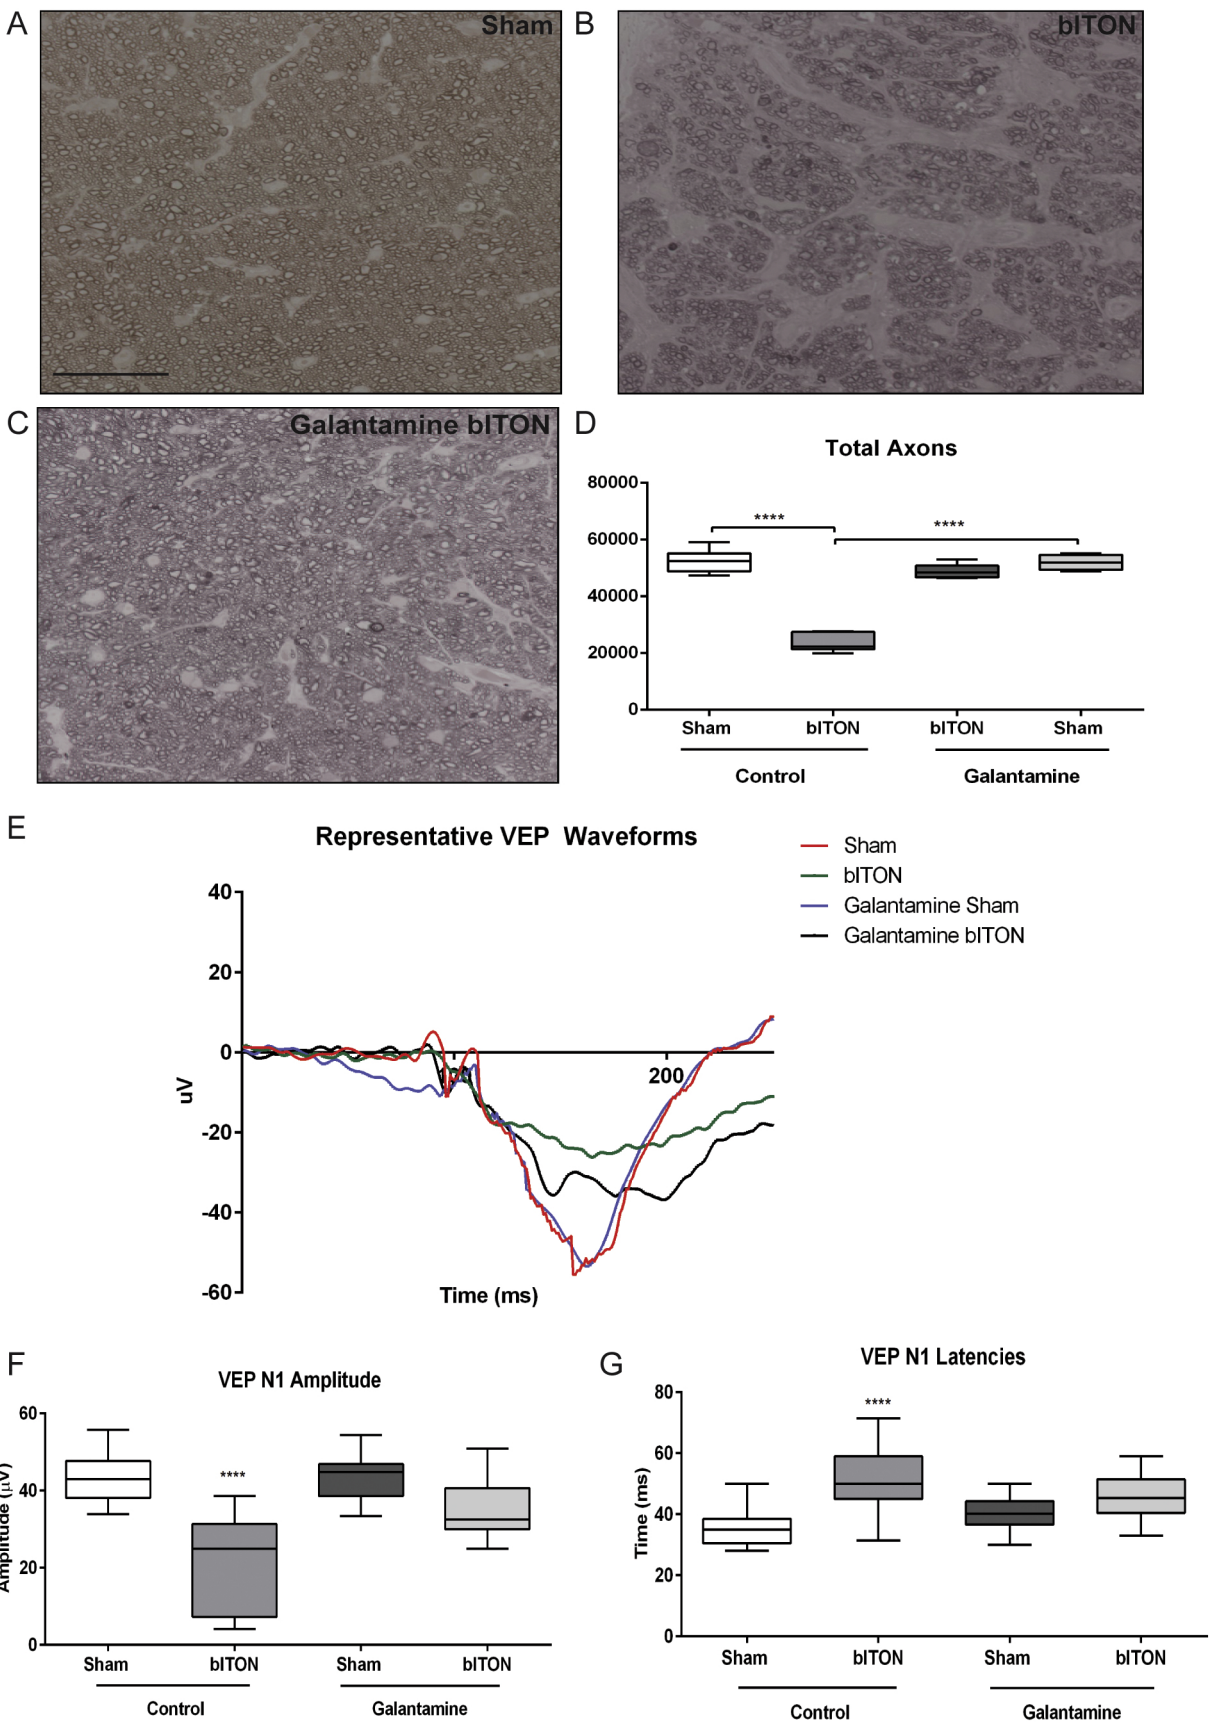 A
Sham
B
bITON
C
Galantamine bITON
D
Total Axons
80000
60000
40000
20000
0
****
****
Sham
bITON
bITON
Sham
Control
Galantamine
E
Representative VEP Waveforms
Sham
bITON
Galantamine Sham
Galantamine bITON
40
20
0
-20
-40
-60
uV
200
Time (ms)
F
VEP N1 Amplitude
60
40
20
0
Amplitude (μV)
****
Sham
bITON
Sham
bITON
Control
Galantamine
G
VEP N1 Latencies
80
60
40
20
0
Time (ms)
****
Sham
bITON
Sham
bITON
Control
Galantamine